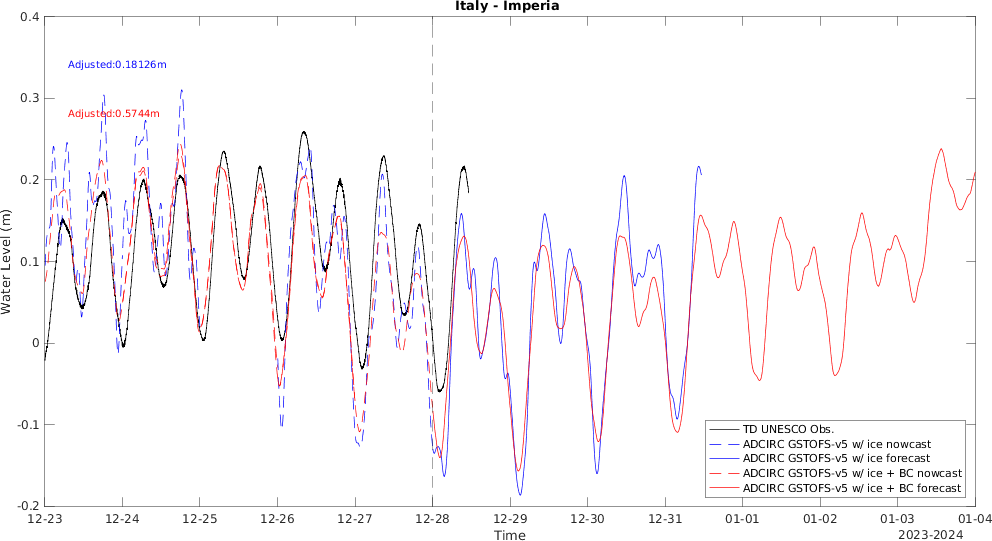 Italy - Imperia
Water Level (m)
0.4
0.3
0.2
0.1
0
-0.1
-0.2
Adjusted:0.18126m
Adjusted:0.5744m
TD UNESCO Obs.
ADCIRC GSTOFS-v5 w/ ice nowcast
ADCIRC GSTOFS-v5 w/ ice forecast
ADCIRC GSTOFS-v5 w/ ice + BC nowcast
ADCIRC GSTOFS-v5 w/ ice + BC forecast
12-23 12-24 12-25 12-26 12-27 12-28 12-29 12-30 12-31 01-01 01-02 01-03 01-04
Time
2023-2024